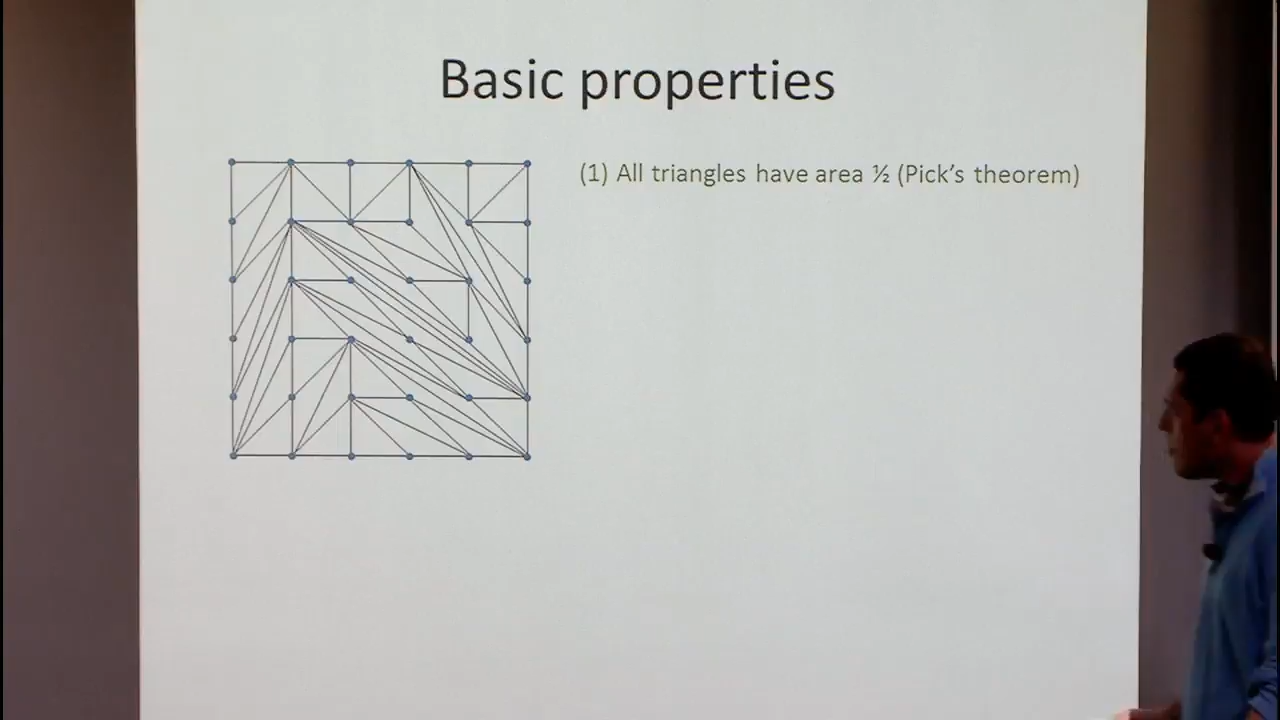 Basic properties
(1) All triangles have area ½ (Pick’s theorem)